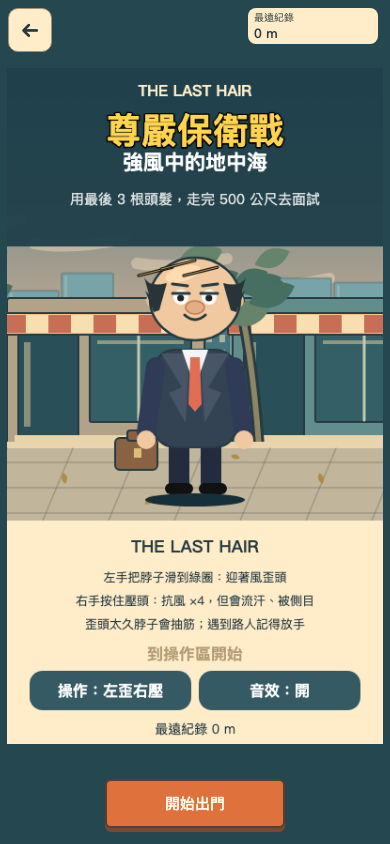 最遠紀錄
0 m
THE LAST HAIR
尊嚴保衛戰
強風中的地中海
用最後 3 根頭髮，走完 500 公尺去面試
THE LAST HAIR
左手把脖子滑到綠圈：迎著風歪頭
右手按住壓頭：抗風 ×4，但會流汗、被側目
歪頭太久脖子會抽筋；遇到路人記得放手
到操作區開始
操作：左歪右壓
音效：開
最遠紀錄 0 m
開始出門